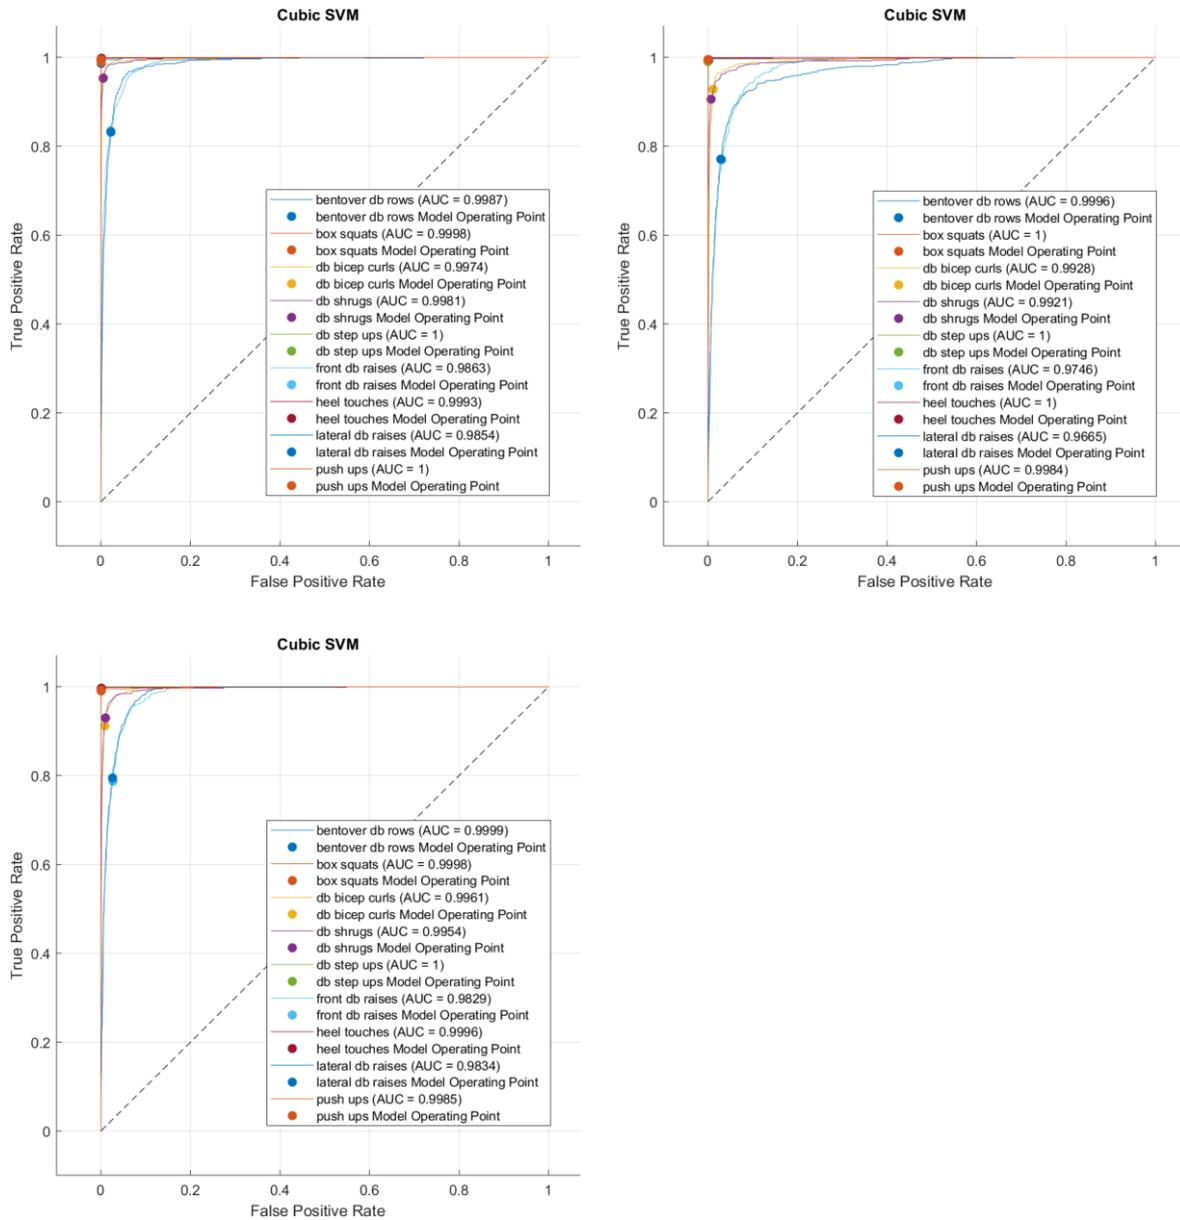 Cubic SVM
True Positive Rate
1
0.8
0.6
0.4
0.2
0
bentover db rows (AUC = 0.9987)
bentover db rows Model Operating Point
box squats (AUC = 0.9998)
box squats Model Operating Point
db bicep curls (AUC = 0.9974)
db bicep curls Model Operating Point
db shrugs (AUC = 0.9981)
db shrugs Model Operating Point
db step ups (AUC = 1)
db step ups Model Operating Point
front db raises (AUC = 0.9863)
front db raises Model Operating Point
heel touches (AUC = 0.9993)
heel touches Model Operating Point
lateral db raises (AUC = 0.9854)
lateral db raises Model Operating Point
push ups (AUC = 1)
push ups Model Operating Point
0 0.2 0.4 0.6 0.8 1
False Positive Rate
Cubic SVM
True Positive Rate
1
0.8
0.6
0.4
0.2
0
bentover db rows (AUC = 0.9996)
bentover db rows Model Operating Point
box squats (AUC = 1)
box squats Model Operating Point
db bicep curls (AUC = 0.9928)
db bicep curls Model Operating Point
db shrugs (AUC = 0.9921)
db shrugs Model Operating Point
db step ups (AUC = 1)
db step ups Model Operating Point
front db raises (AUC = 0.9746)
front db raises Model Operating Point
heel touches (AUC = 1)
heel touches Model Operating Point
lateral db raises (AUC = 0.9665)
lateral db raises Model Operating Point
push ups (AUC = 0.9984)
push ups Model Operating Point
0 0.2 0.4 0.6 0.8 1
False Positive Rate
Cubic SVM
True Positive Rate
1
0.8
0.6
0.4
0.2
0
bentover db rows (AUC = 0.9999)
bentover db rows Model Operating Point
box squats (AUC = 0.9998)
box squats Model Operating Point
db bicep curls (AUC = 0.9961)
db bicep curls Model Operating Point
db shrugs (AUC = 0.9954)
db shrugs Model Operating Point
db step ups (AUC = 1)
db step ups Model Operating Point
front db raises (AUC = 0.9829)
front db raises Model Operating Point
heel touches (AUC = 0.9996)
heel touches Model Operating Point
lateral db raises (AUC = 0.9834)
lateral db raises Model Operating Point
push ups (AUC = 0.9985)
push ups Model Operating Point
0 0.2 0.4 0.6 0.8 1
False Positive Rate